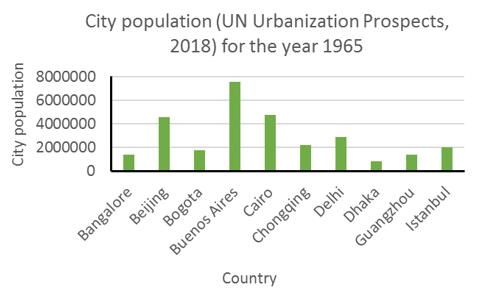 City population (UN Urbanization Prospects,
2018) for the year 1965
City population
8000000
6000000
4000000
2000000
0
Bangalore
Beijing
Bogota
Buenos Aires
Cairo
Chongqing
Delhi
Dhaka
Guangzhou
Istanbul
Country